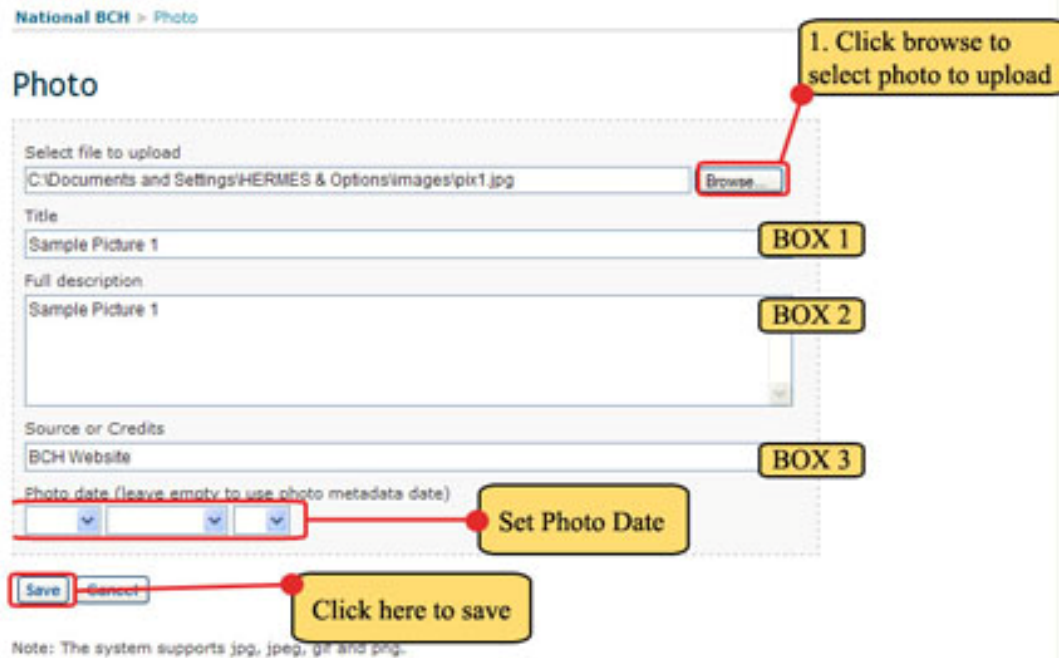 National BCH > Photo
1. Click browse to
select photo to upload
Photo
Select file to upload
C:\Documents and Settings\HERMES & Options\images\pix1.jpg
Browse...
Title
Sample Picture 1
BOX 1
Full description
Sample Picture 1
BOX 2
Source or Credits
BCH Website
BOX 3
Photo date (leave empty to use photo metadata date)
Set Photo Date
Save Cancel
Click here to save
Note: The system supports jpg, jpeg, gif and png.